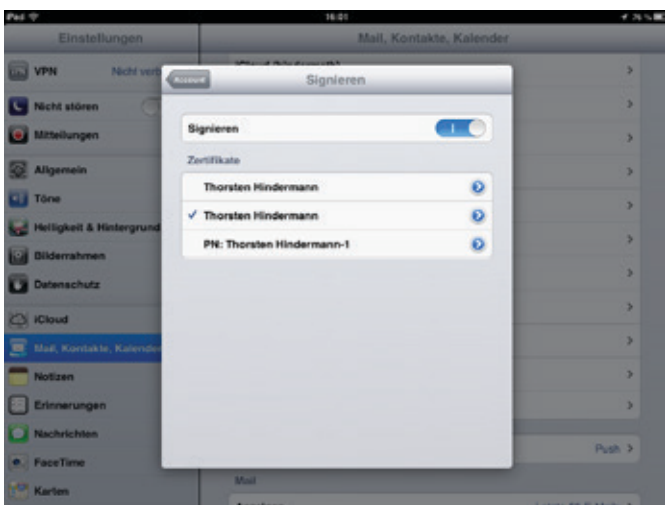 iPad
16:01
Einstellungen
Mail, Kontakte, Kalender
VPN
Nicht verb
Nicht stören
Mitteilungen
Allgemein
Töne
Helligkeit & Hintergrund
Bilderrahmen
Datenschutz
iCloud
Mail, Kontakte, Kalender
Notizen
Erinnerungen
Nachrichten
FaceTime
Karten
Account
Signieren
Signieren
Zertifikate
Thorsten Hindermann
Thorsten Hindermann
PN: Thorsten Hindermann-1
Push
Mail